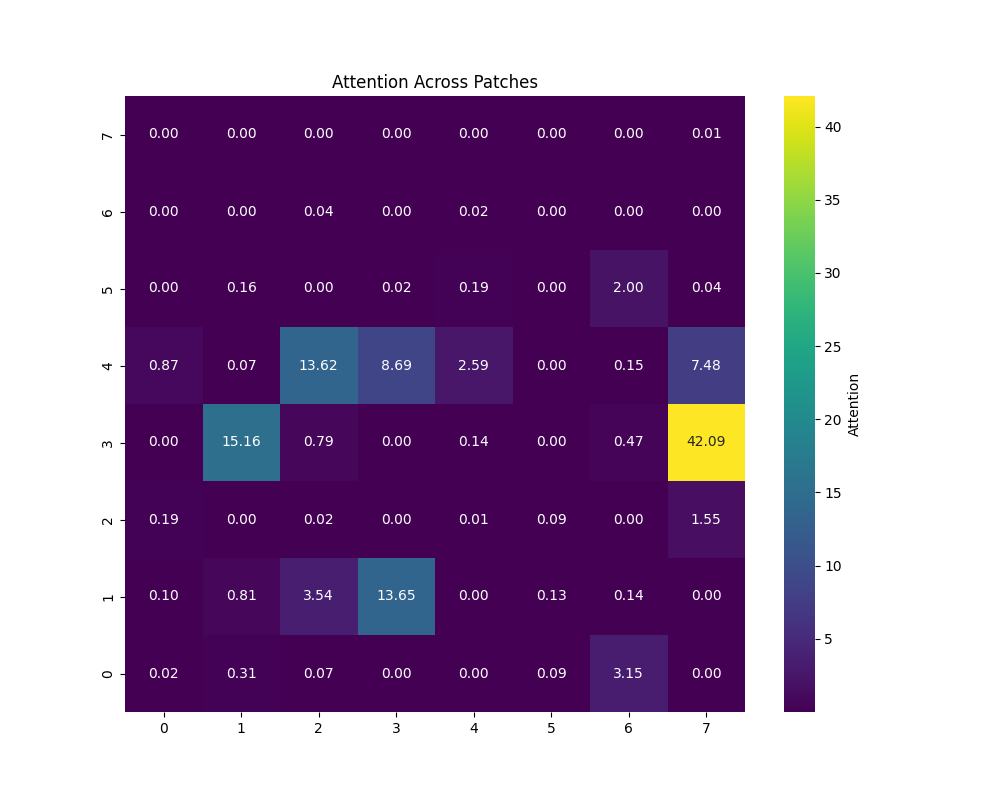 Attention Across Patches
7 0.00 0.00 0.00 0.00 0.00 0.00 0.00 0.01
6 0.00 0.00 0.04 0.00 0.02 0.00 0.00 0.00
5 0.00 0.16 0.00 0.02 0.19 0.00 2.00 0.04
4 0.87 0.07 13.62 8.69 2.59 0.00 0.15 7.48
3 0.00 15.16 0.79 0.00 0.14 0.00 0.47 42.09
2 0.19 0.00 0.02 0.00 0.01 0.09 0.00 1.55
1 0.10 0.81 3.54 13.65 0.00 0.13 0.14 0.00
0 0.02 0.31 0.07 0.00 0.00 0.09 3.15 0.00
0 1 2 3 4 5 6 7
40
35
30
25
20
15
10
5
Attention